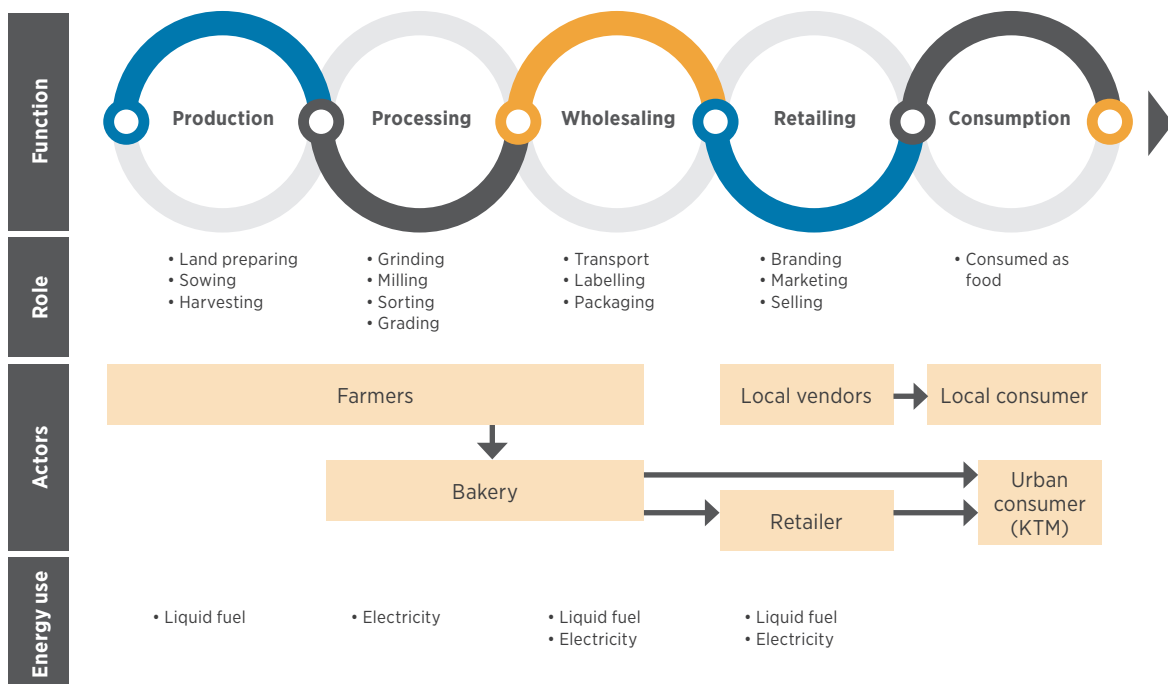 Function
Production
Processing
Wholesaling
Retailing
Consumption
Role
• Land preparing
• Sowing
• Harvesting
• Grinding
• Milling
• Sorting
• Grading
• Transport
• Labelling
• Packaging
• Branding
• Marketing
• Selling
• Consumed as
food
Actors
Farmers
Local vendors
Local consumer
Bakery
Retailer
Urban
consumer
(KTM)
Energy use
• Liquid fuel
• Electricity
• Liquid fuel
• Electricity
• Liquid fuel
• Electricity